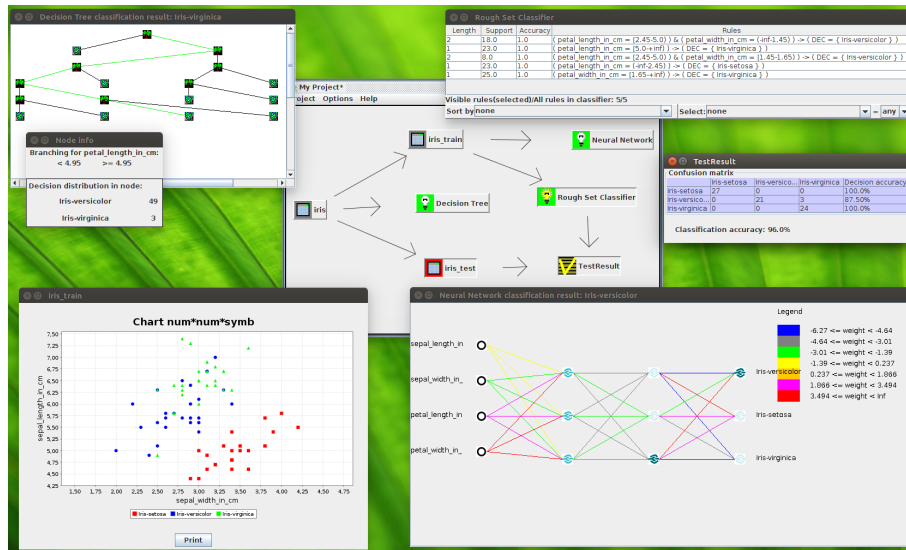 Decision Tree classification result: Iris-virginica
Node info
Branching for petal_length_in_cm:
< 4.95 >= 4.95
Decision distribution in node:
Iris-versicolor 49
Iris-virginica 3
My Project*
roject Options Help
iris
iris_train
Neural Network
Decision Tree
Rough Set Classifier
iris_test
TestResult
Rough Set Classifier
Length Support Accuracy Rules
2 18.0 1.0 ( petal_length_in_cm = [2.45-5.0) ) & ( petal_width_in_cm = (-inf-1.45) ) -> ( DEC = { Iris-versicolor } )
1 23.0 1.0 ( petal_length_in_cm = [5.0-+inf) ) -> ( DEC = { Iris-virginica } )
2 8.0 1.0 ( petal_length_in_cm = [2.45-5.0) ) & ( petal_width_in_cm = [1.45-1.65) ) -> ( DEC = { Iris-versicolor }
1 23.0 1.0 ( petal_length_in_cm = (-inf-2.45) ) -> ( DEC = { Iris-setosa } )
1 25.0 1.0 ( petal_width_in_cm = [1.65-+inf) ) -> ( DEC = { Iris-virginica } )
Visible rules(selected)/All rules in classifier: 5/5
Sort by none Select: none = any
TestResult
Confusion matrix
Iris-setosa Iris-versico... Iris-virginica Decision accuracy
Iris-setosa 27 0 0 100.0%
Iris-versico... 0 21 3 87.50%
Iris-virginica 0 0 24 100.0%
Classification accuracy: 96.0%
iris_train
Chart num*num*symb
sepal_length_in_cm
7,50
7,25
7,00
6,75
6,50
6,25
6,00
5,75
5,50
5,25
5,00
4,75
4,50
4,25
1,50 1,75 2,00 2,25 2,50 2,75 3,00 3,25 3,50 3,75 4,00 4,25 4,50 4,75
sepal_width_in_cm
Iris-setosa Iris-versicolor Iris-virginica
Print
Neural Network classification result: Iris-versicolor
Legend
-6.27 <= weight < -4.64
-4.64 <= weight < -3.01
-3.01 <= weight < -1.39
-1.39 <= weight < 0.237
0.237 <= weight < 1.866
1.866 <= weight < 3.494
3.494 <= weight < Inf
sepal_length_in
sepal_width_in_
petal_length_in
petal_width_in_
Iris-versicolor
Iris-setosa
Iris-virginica